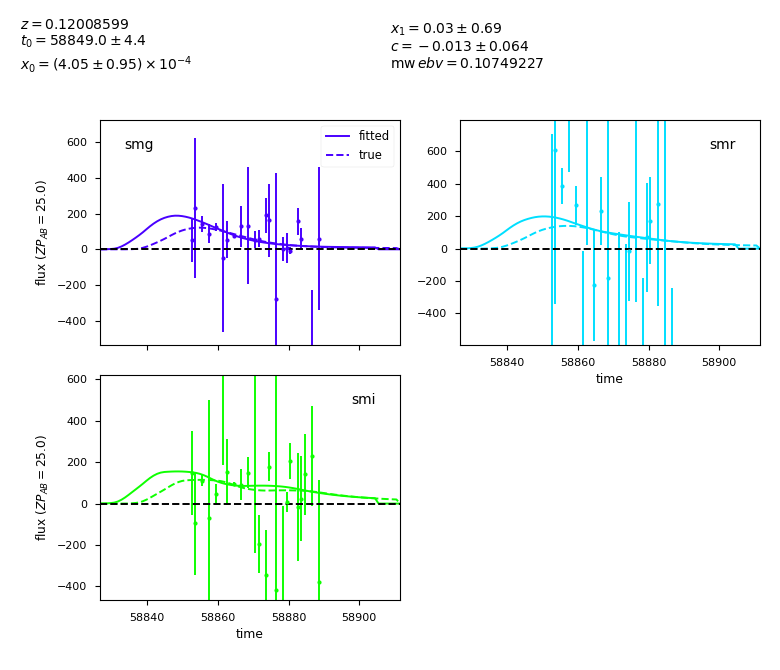 z = 0.12008599
t₀ = 58849.0 ± 4.4
x₀ = (4.05 ± 0.95) × 10⁻⁴
x₁ = 0.03 ± 0.69
c = −0.013 ± 0.064
mw ebv = 0.10749227
600
400
200
0
−200
−400
flux (ZP_AB = 25.0)
smg
fitted
true
600
400
200
0
−200
−400
smr
58840
58860
58880
58900
time
600
400
200
0
−200
−400
flux (ZP_AB = 25.0)
smi
58840
58860
58880
58900
time